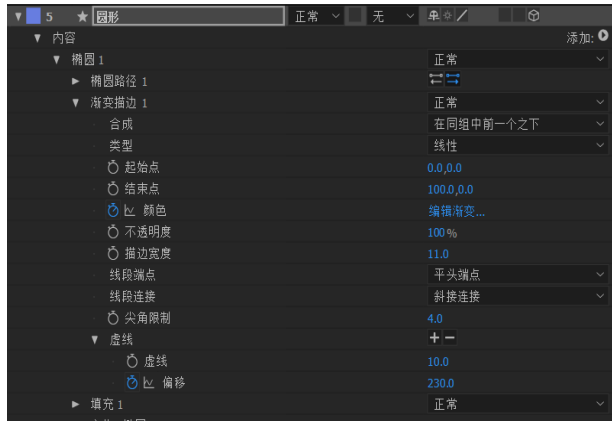 5 圆形 正常 无
内容 添加:
椭圆 1 正常
椭圆路径 1
渐变描边 1 正常
合成 在同组中前一个之下
类型 线性
起始点 0.0,0.0
结束点 100.0,0.0
颜色 编辑渐变...
不透明度 100 %
描边宽度 11.0
线段端点 平头端点
线段连接 斜接连接
尖角限制 4.0
虚线 + −
虚线 10.0
偏移 230.0
填充 1 正常